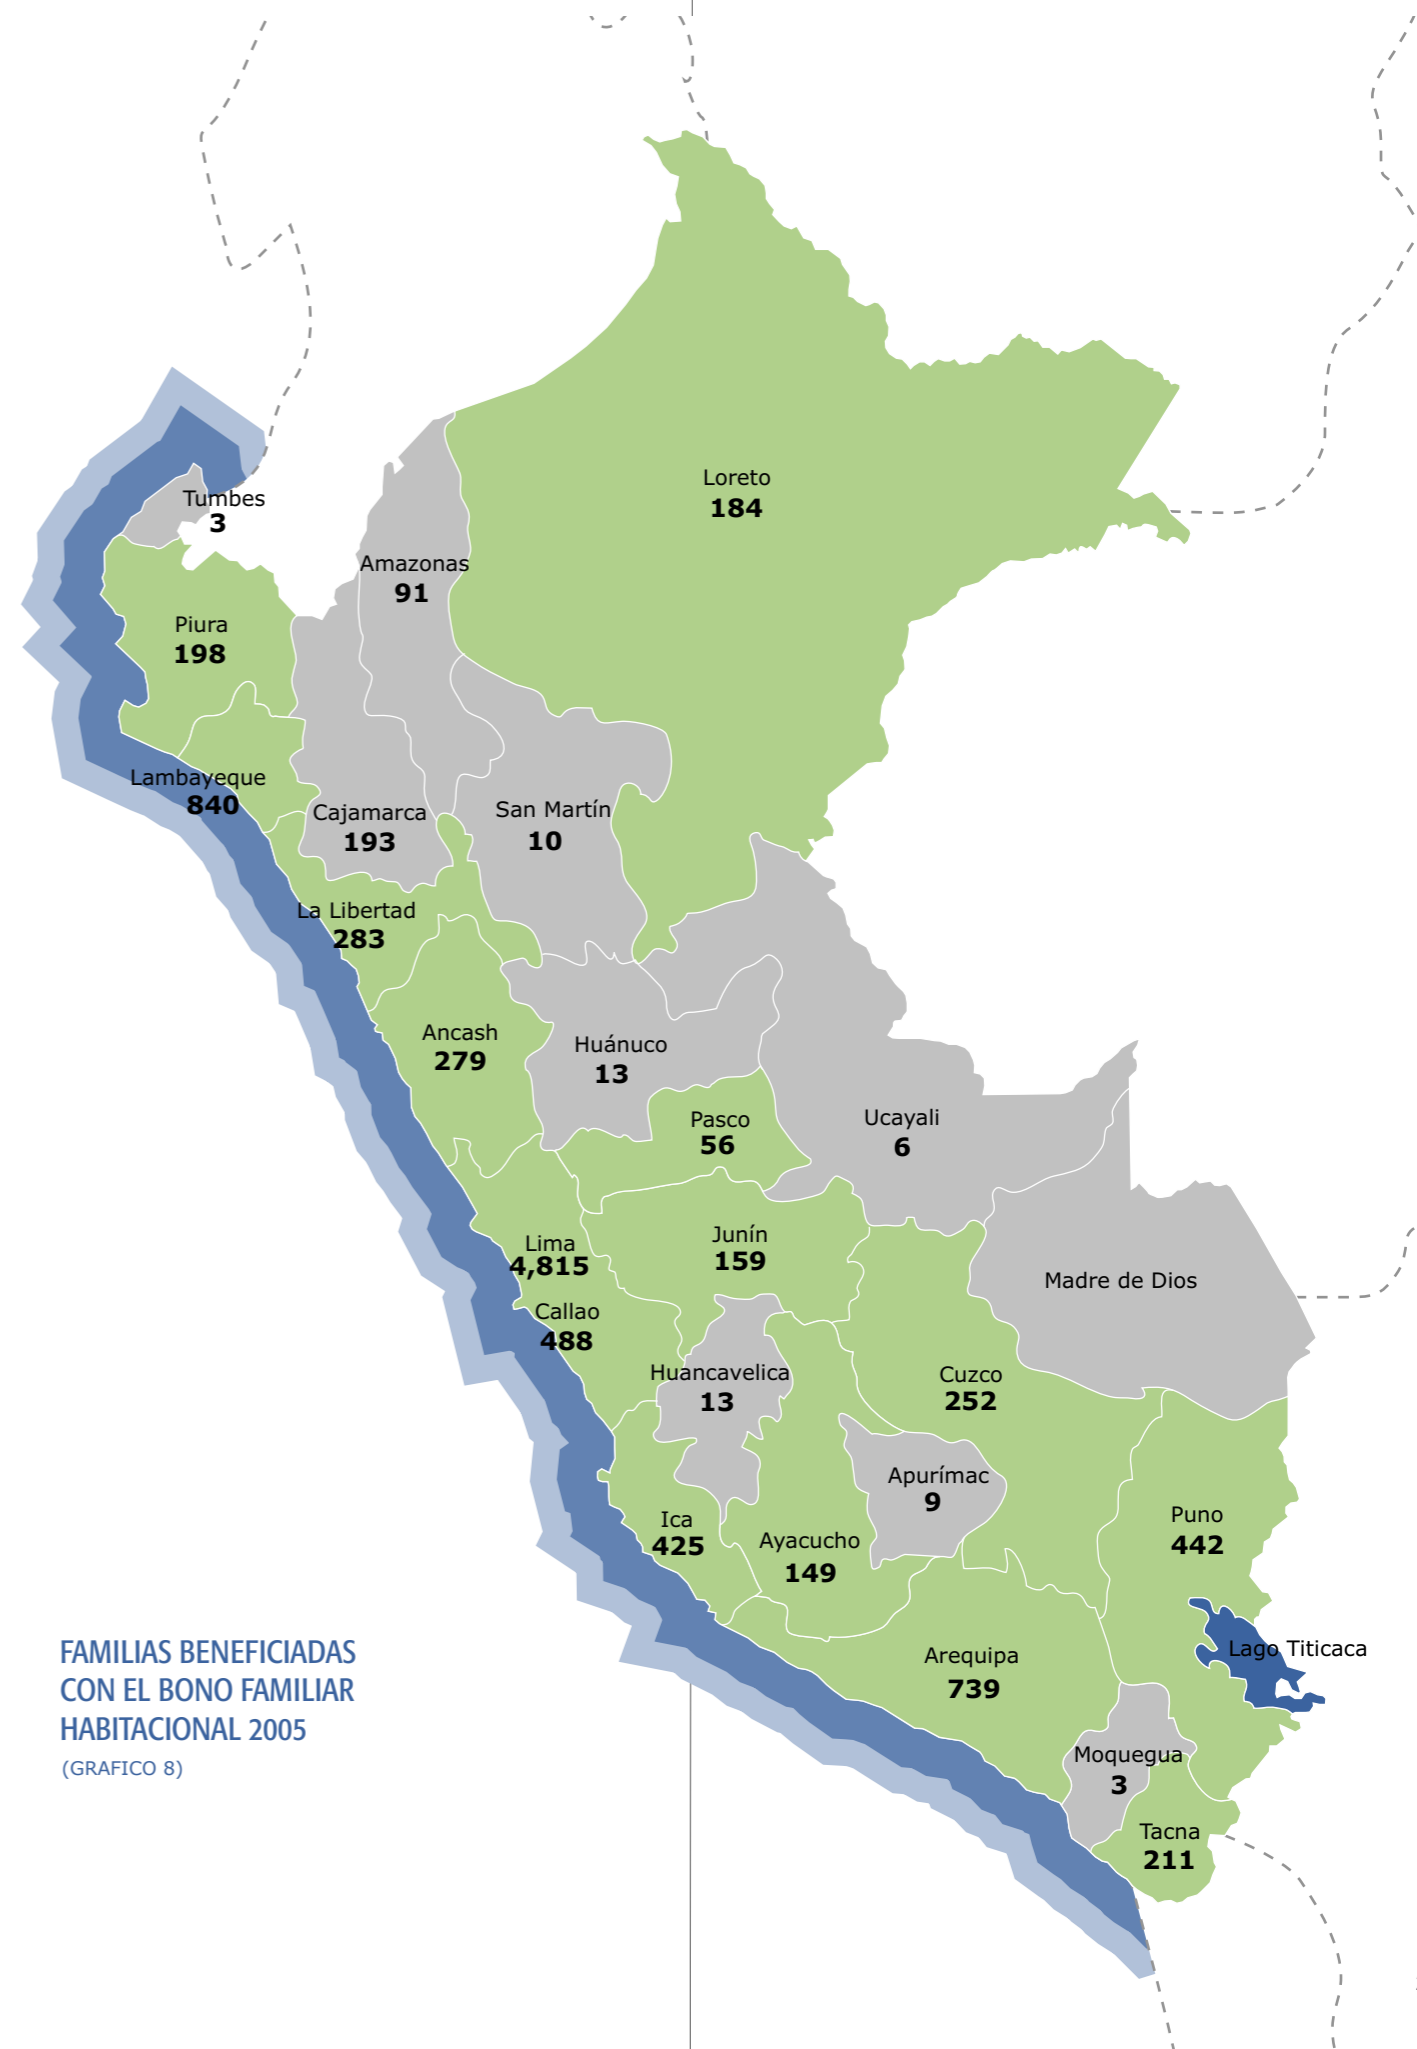 Loreto
184
Tumbes
3
Amazonas
91
Piura
198
Lambayeque
840
Cajamarca
193
San Martín
10
La Libertad
283
Ancash
279
Huánuco
13
Pasco
56
Ucayali
6
Lima
4,815
Junín
159
Madre de Dios
Callao
488
Huancavelica
13
Cuzco
252
Apurímac
9
Ica
425
Ayacucho
149
Puno
442
Lago Titicaca
Arequipa
739
Moquegua
3
Tacna
211
FAMILIAS BENEFICIADAS
CON EL BONO FAMILIAR
HABITACIONAL 2005
(GRAFICO 8)